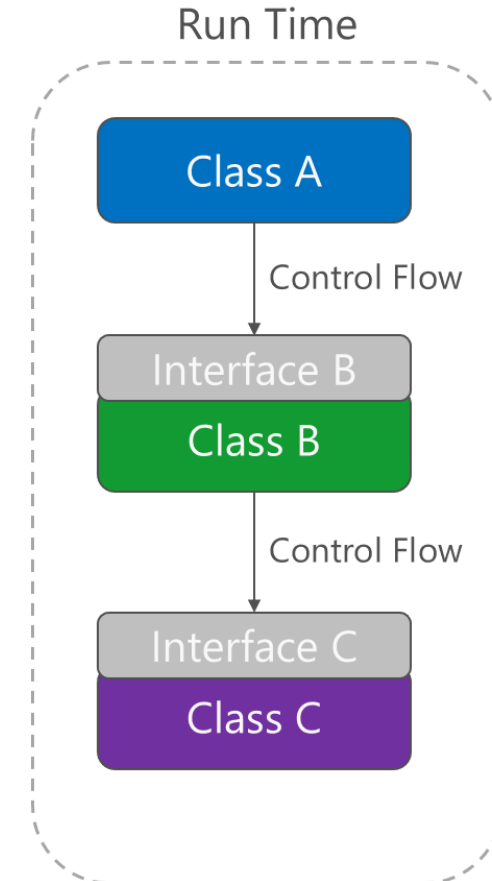 Run Time
Class A
Control Flow
Interface B
Class B
Control Flow
Interface C
Class C